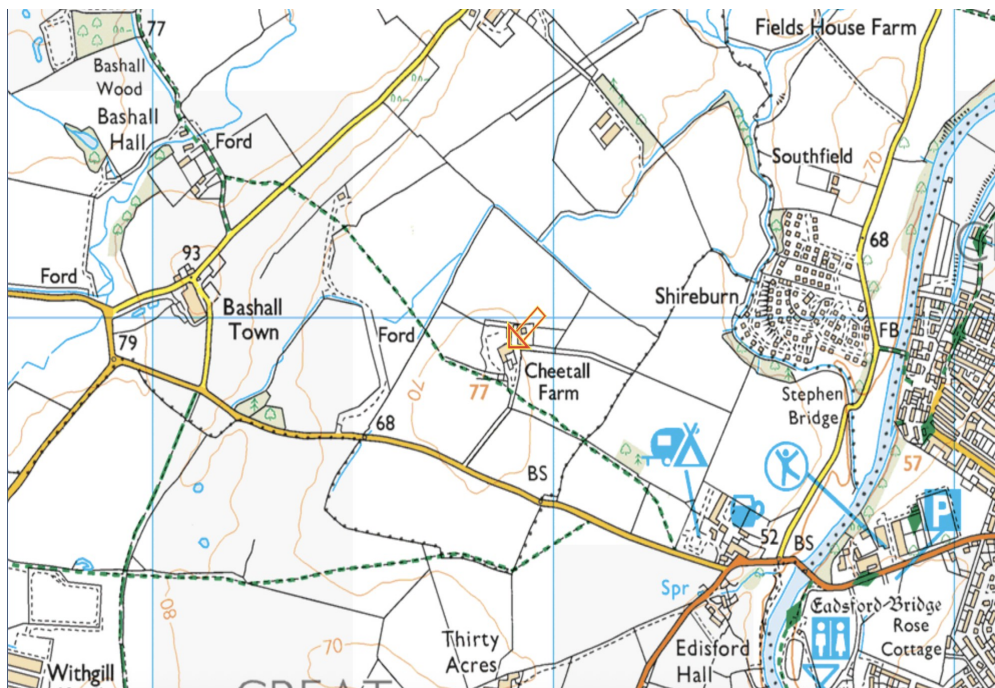 77
Bashall
Wood
Bashall
Hall
Ford
Fields House Farm
Southfield
70
68
93
Ford
Bashall
Town
79
Ford
Shireburn
FB
Cheetall
Farm
70
77
Stephen
Bridge
68
57
BS
P
52
BS
Spr
Eadsford Bridge
Rose
Cottage
80
70
Thirty
Acres
Edisford
Hall
Withgill
GREAT